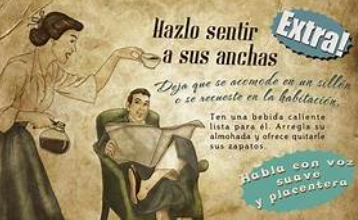 Hazlo sentir
a sus anchas
Extra!
Deja que se acomode en un sillón
o se recueste en la habitación.
Ten una bebida caliente
lista para él. Arregla su
almohada y ofrece quitarle
sus zapatos.
Habla con voz
suave
y placentera